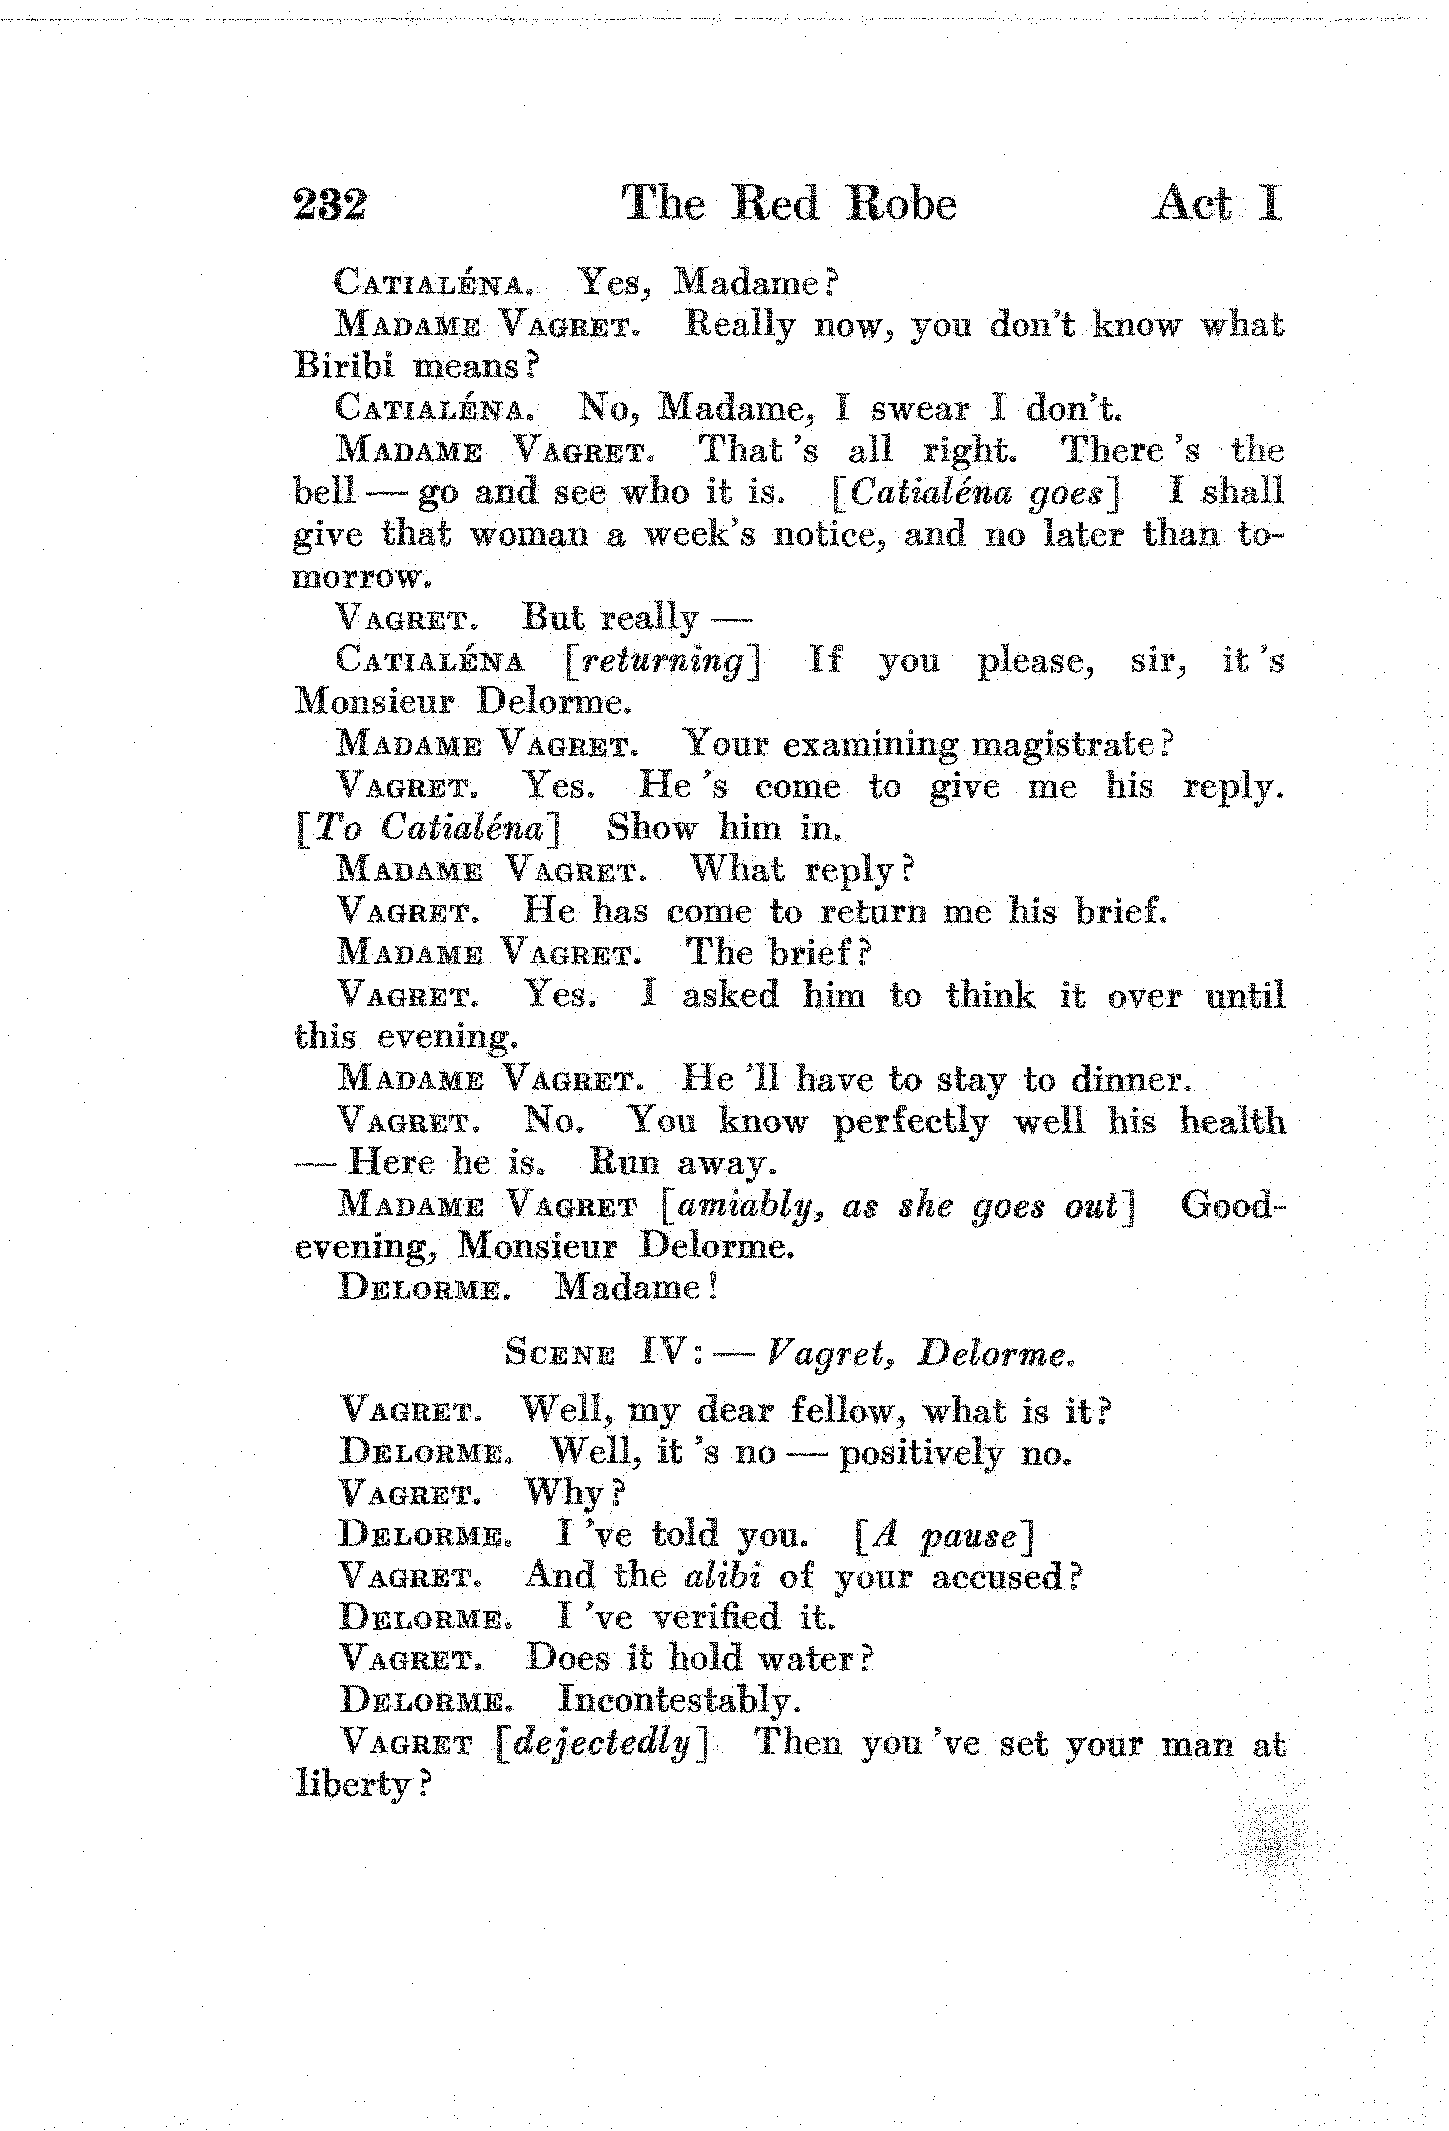 232 The Red Robe Act I
CATIALÉNA. Yes, Madame?
MADAME VAGRET. Really now, you don't know what
Biribi means?
CATIALÉNA. No, Madame, I swear I don't.
MADAME VAGRET. That 's all right. There 's the
bell — go and see who it is. [Catialéna goes] I shall
give that woman a week's notice, and no later than to-
morrow.
VAGRET. But really —
CATIALÉNA [returning] If you please, sir, it 's
Monsieur Delorme.
MADAME VAGRET. Your examining magistrate?
VAGRET. Yes. He 's come to give me his reply.
[To Catialéna] Show him in.
MADAME VAGRET. What reply?
VAGRET. He has come to return me his brief.
MADAME VAGRET. The brief?
VAGRET. Yes. I asked him to think it over until
this evening.
MADAME VAGRET. He 'll have to stay to dinner.
VAGRET. No. You know perfectly well his health
— Here he is. Run away.
MADAME VAGRET [amiably, as she goes out] Good-
evening, Monsieur Delorme.
DELORME. Madame!
SCENE IV: — Vagret, Delorme.
VAGRET. Well, my dear fellow, what is it?
DELORME. Well, it 's no — positively no.
VAGRET. Why?
DELORME. I 've told you. [A pause]
VAGRET. And the alibi of your accused?
DELORME. I 've verified it.
VAGRET. Does it hold water?
DELORME. Incontestably.
VAGRET [dejectedly] Then you 've set your man at
liberty?